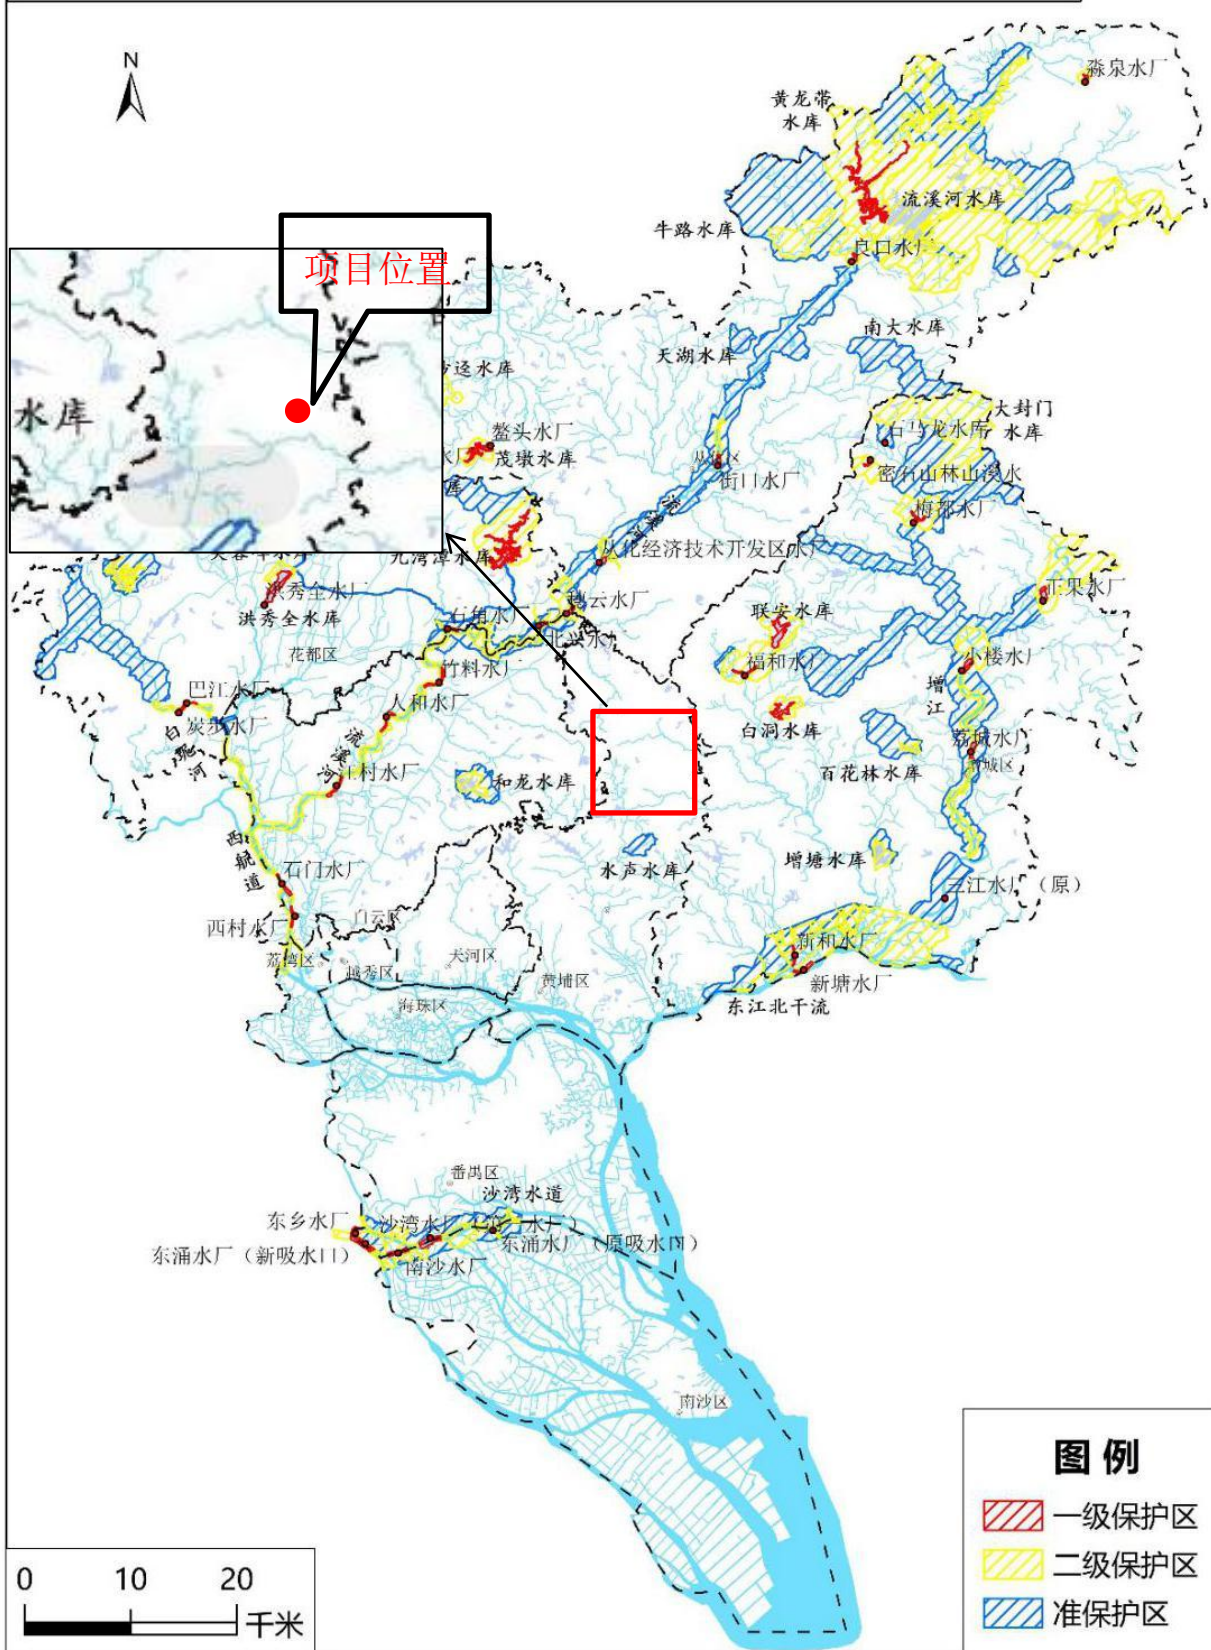 N
淼泉水厂
黄龙带
水库
流溪河水库
牛路水库
良口水厂
项目位置
南大水库
天湖水库
迳水库
水库
大封门
水库
石马龙水库
鳌头水厂
茂墩水库
街口水厂
密石山林山溪水
梅都水厂
流溪河
从化经济技术开发区水厂
九湾潭水库
洪秀全水厂
洪秀全水库
穗云水厂
石角水厂
北兴水厂
联安水库
正果水厂
花都区
竹料水厂
福和水厂
小楼水厂
巴江水厂
炭步水厂
人和水厂
增江
白坭河
流溪河
白洞水库
荔城水厂
增城区
江村水厂
和龙水库
百花林水库
西航道
石门水厂
水声水库
增塘水库
三江水厂（原）
西村水厂
白云区
荔湾区
越秀区
天河区
黄埔区
新和水厂
新塘水厂
海珠区
东江北干流
番禺区
沙湾水道
东乡水厂
沙湾水厂
东涌水厂（新吸水口）
东涌水厂（原吸水口）
南沙水厂
南沙区
图例
一级保护区
二级保护区
准保护区
0 10 20
千米